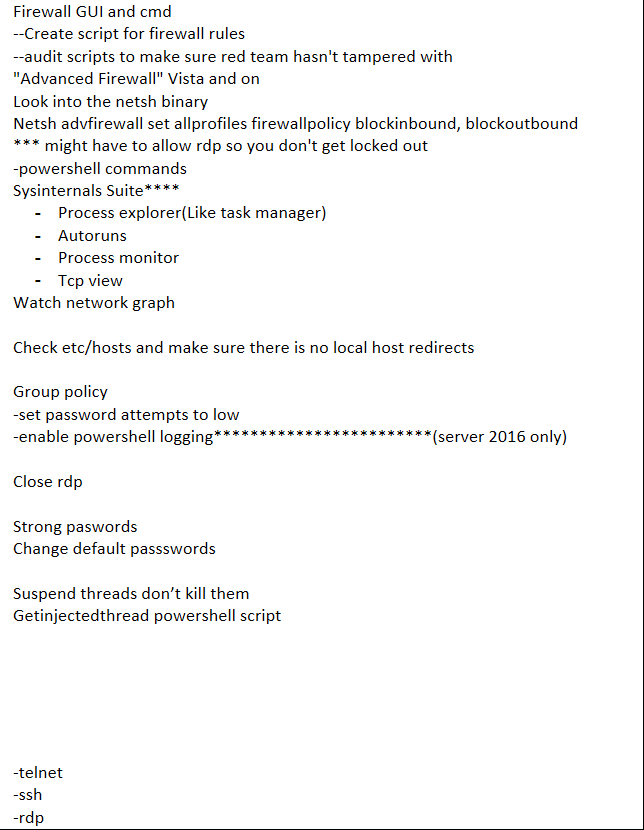 Firewall GUI and cmd
--Create script for firewall rules
--audit scripts to make sure red team hasn't tampered with
"Advanced Firewall" Vista and on
Look into the netsh binary
Netsh advfirewall set allprofiles firewallpolicy blockinbound, blockoutbound
*** might have to allow rdp so you don't get locked out
-powershell commands
Sysinternals Suite****
- Process explorer(Like task manager)
- Autoruns
- Process monitor
- Tcp view
Watch network graph
Check etc/hosts and make sure there is no local host redirects
Group policy
-set password attempts to low
-enable powershell logging************************(server 2016 only)
Close rdp
Strong paswords
Change default passswords
Suspend threads don’t kill them
Getinjectedthread powershell script
-telnet
-ssh
-rdp